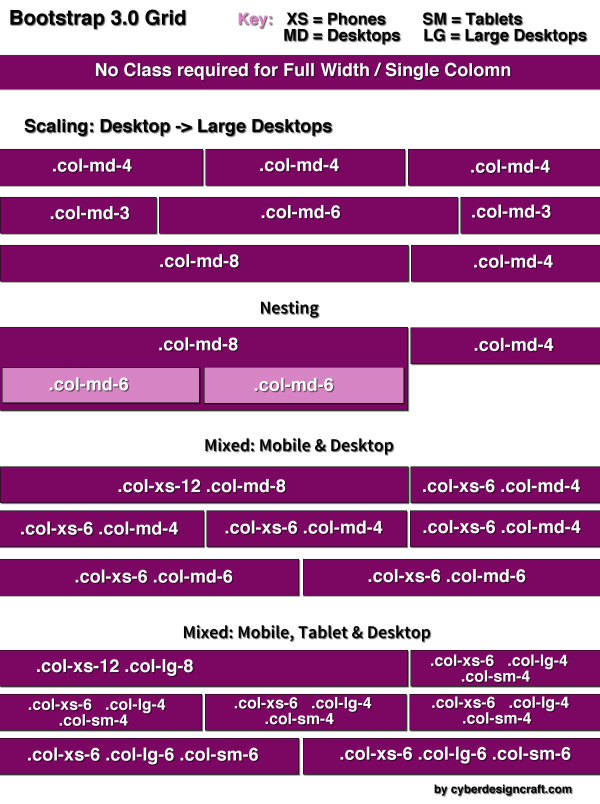 Bootstrap 3.0 Grid Key: XS = Phones SM = Tablets
MD = Desktops LG = Large Desktops
No Class required for Full Width / Single Colomn
Scaling: Desktop -> Large Desktops
.col-md-4 .col-md-4 .col-md-4
.col-md-3 .col-md-6 .col-md-3
.col-md-8 .col-md-4
Nesting
.col-md-8 .col-md-4
.col-md-6 .col-md-6
Mixed: Mobile & Desktop
.col-xs-12 .col-md-8 .col-xs-6 .col-md-4
.col-xs-6 .col-md-4 .col-xs-6 .col-md-4 .col-xs-6 .col-md-4
.col-xs-6 .col-md-6 .col-xs-6 .col-md-6
Mixed: Mobile, Tablet & Desktop
.col-xs-12 .col-lg-8
.col-xs-6 .col-lg-4
.col-sm-4
.col-xs-6 .col-lg-4
.col-sm-4
.col-xs-6 .col-lg-4
.col-sm-4
.col-xs-6 .col-lg-4
.col-sm-4
.col-xs-6 .col-lg-6 .col-sm-6 .col-xs-6 .col-lg-6 .col-sm-6
by cyberdesigncraft.com